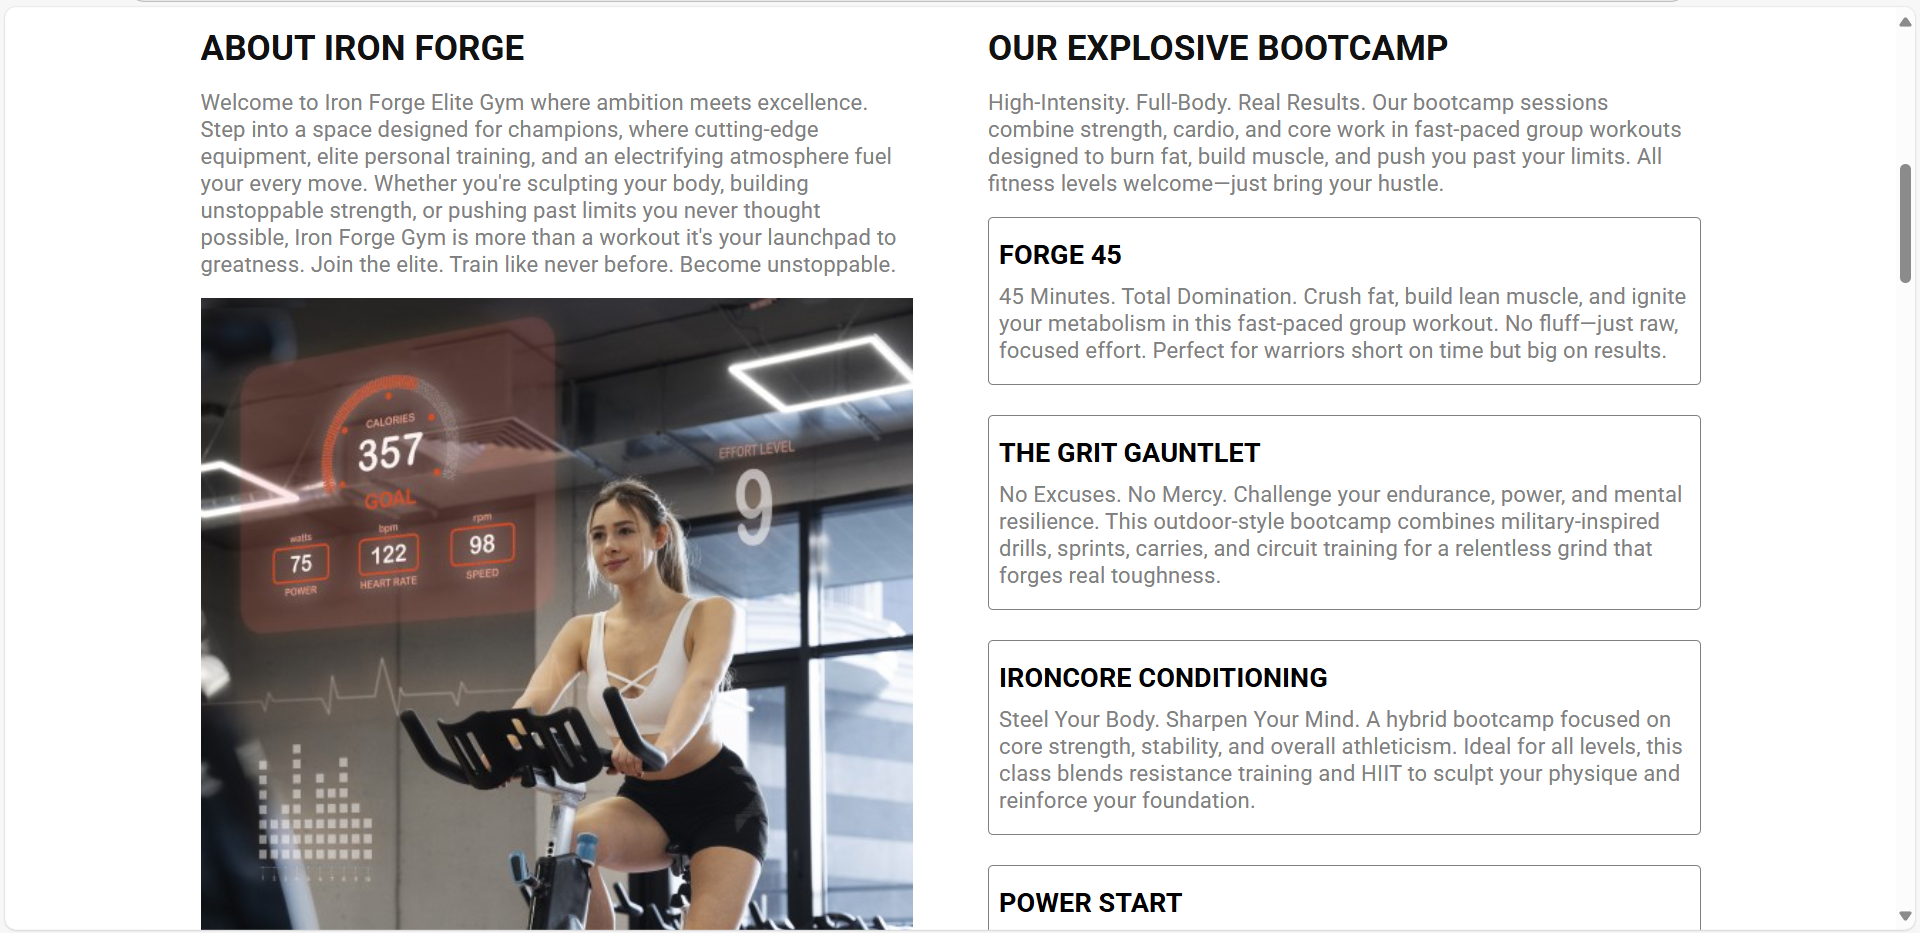 ABOUT IRON FORGE
Welcome to Iron Forge Elite Gym where ambition meets excellence.
Step into a space designed for champions, where cutting-edge
equipment, elite personal training, and an electrifying atmosphere fuel
your every move. Whether you're sculpting your body, building
unstoppable strength, or pushing past limits you never thought
possible, Iron Forge Gym is more than a workout it's your launchpad to
greatness. Join the elite. Train like never before. Become unstoppable.
CALORIES
357
GOAL
watts
75
POWER
bpm
122
HEART RATE
rpm
98
SPEED
EFFORT LEVEL
9
OUR EXPLOSIVE BOOTCAMP
High-Intensity. Full-Body. Real Results. Our bootcamp sessions
combine strength, cardio, and core work in fast-paced group workouts
designed to burn fat, build muscle, and push you past your limits. All
fitness levels welcome—just bring your hustle.
FORGE 45
45 Minutes. Total Domination. Crush fat, build lean muscle, and ignite
your metabolism in this fast-paced group workout. No fluff—just raw,
focused effort. Perfect for warriors short on time but big on results.
THE GRIT GAUNTLET
No Excuses. No Mercy. Challenge your endurance, power, and mental
resilience. This outdoor-style bootcamp combines military-inspired
drills, sprints, carries, and circuit training for a relentless grind that
forges real toughness.
IRONCORE CONDITIONING
Steel Your Body. Sharpen Your Mind. A hybrid bootcamp focused on
core strength, stability, and overall athleticism. Ideal for all levels, this
class blends resistance training and HIIT to sculpt your physique and
reinforce your foundation.
POWER START